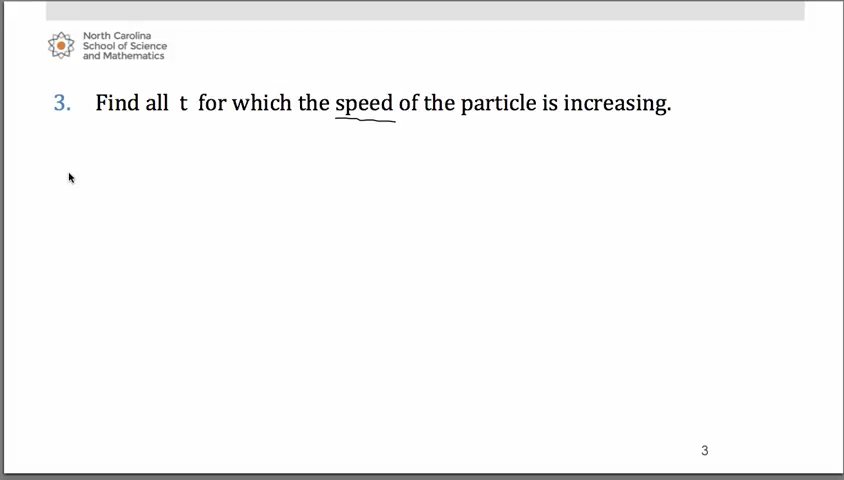 North Carolina
School of Science
and Mathematics
3. Find all t for which the speed of the particle is increasing.
3